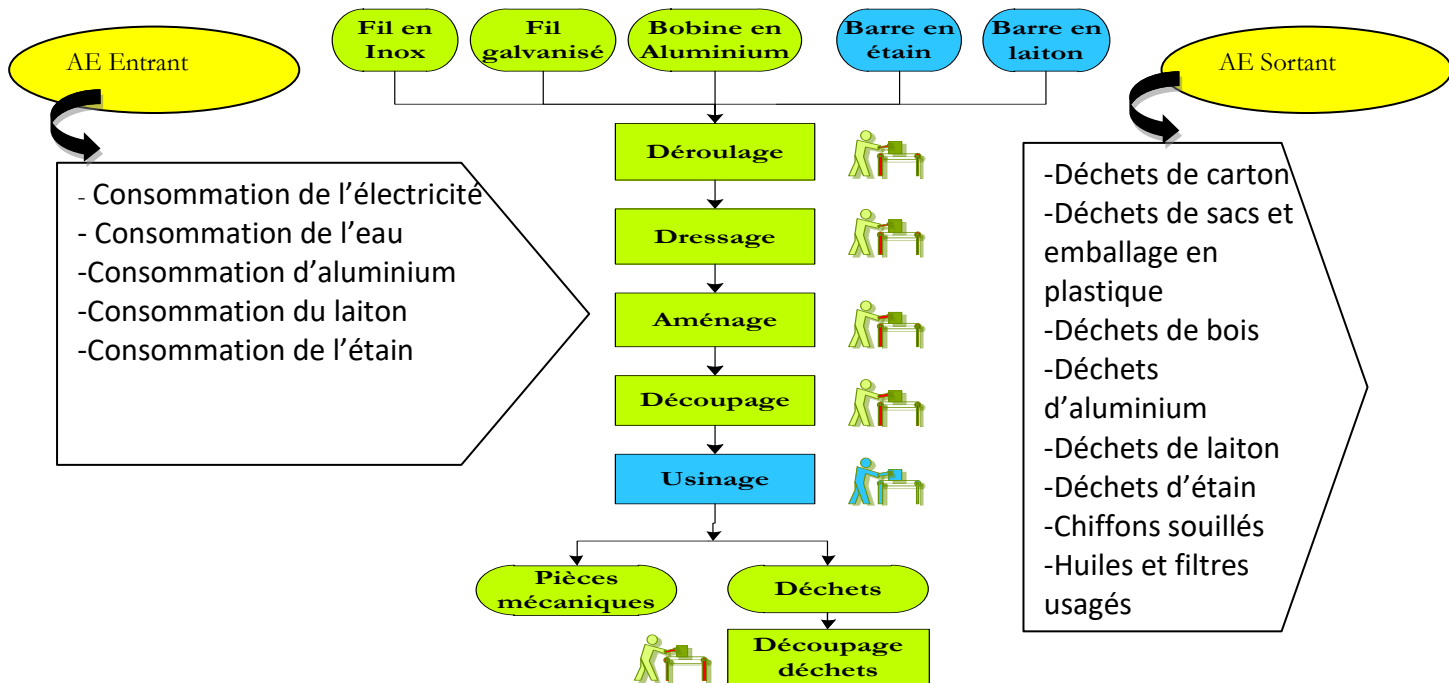 AE Entrant
Fil en
Inox
Fil
galvanisé
Bobine en
Aluminium
Barre en
étain
Barre en
laiton
AE Sortant
- Consommation de l'électricité
- Consommation de l'eau
-Consommation d'aluminium
-Consommation du laiton
-Consommation de l'étain
Déroulage
Dressage
Aménage
Découpage
Usinage
Pièces
mécaniques
Déchets
Découpage
déchets
-Déchets de carton
-Déchets de sacs et
emballage en
plastique
-Déchets de bois
-Déchets
d'aluminium
-Déchets de laiton
-Déchets d'étain
-Chiffons souillés
-Huiles et filtres
usagés